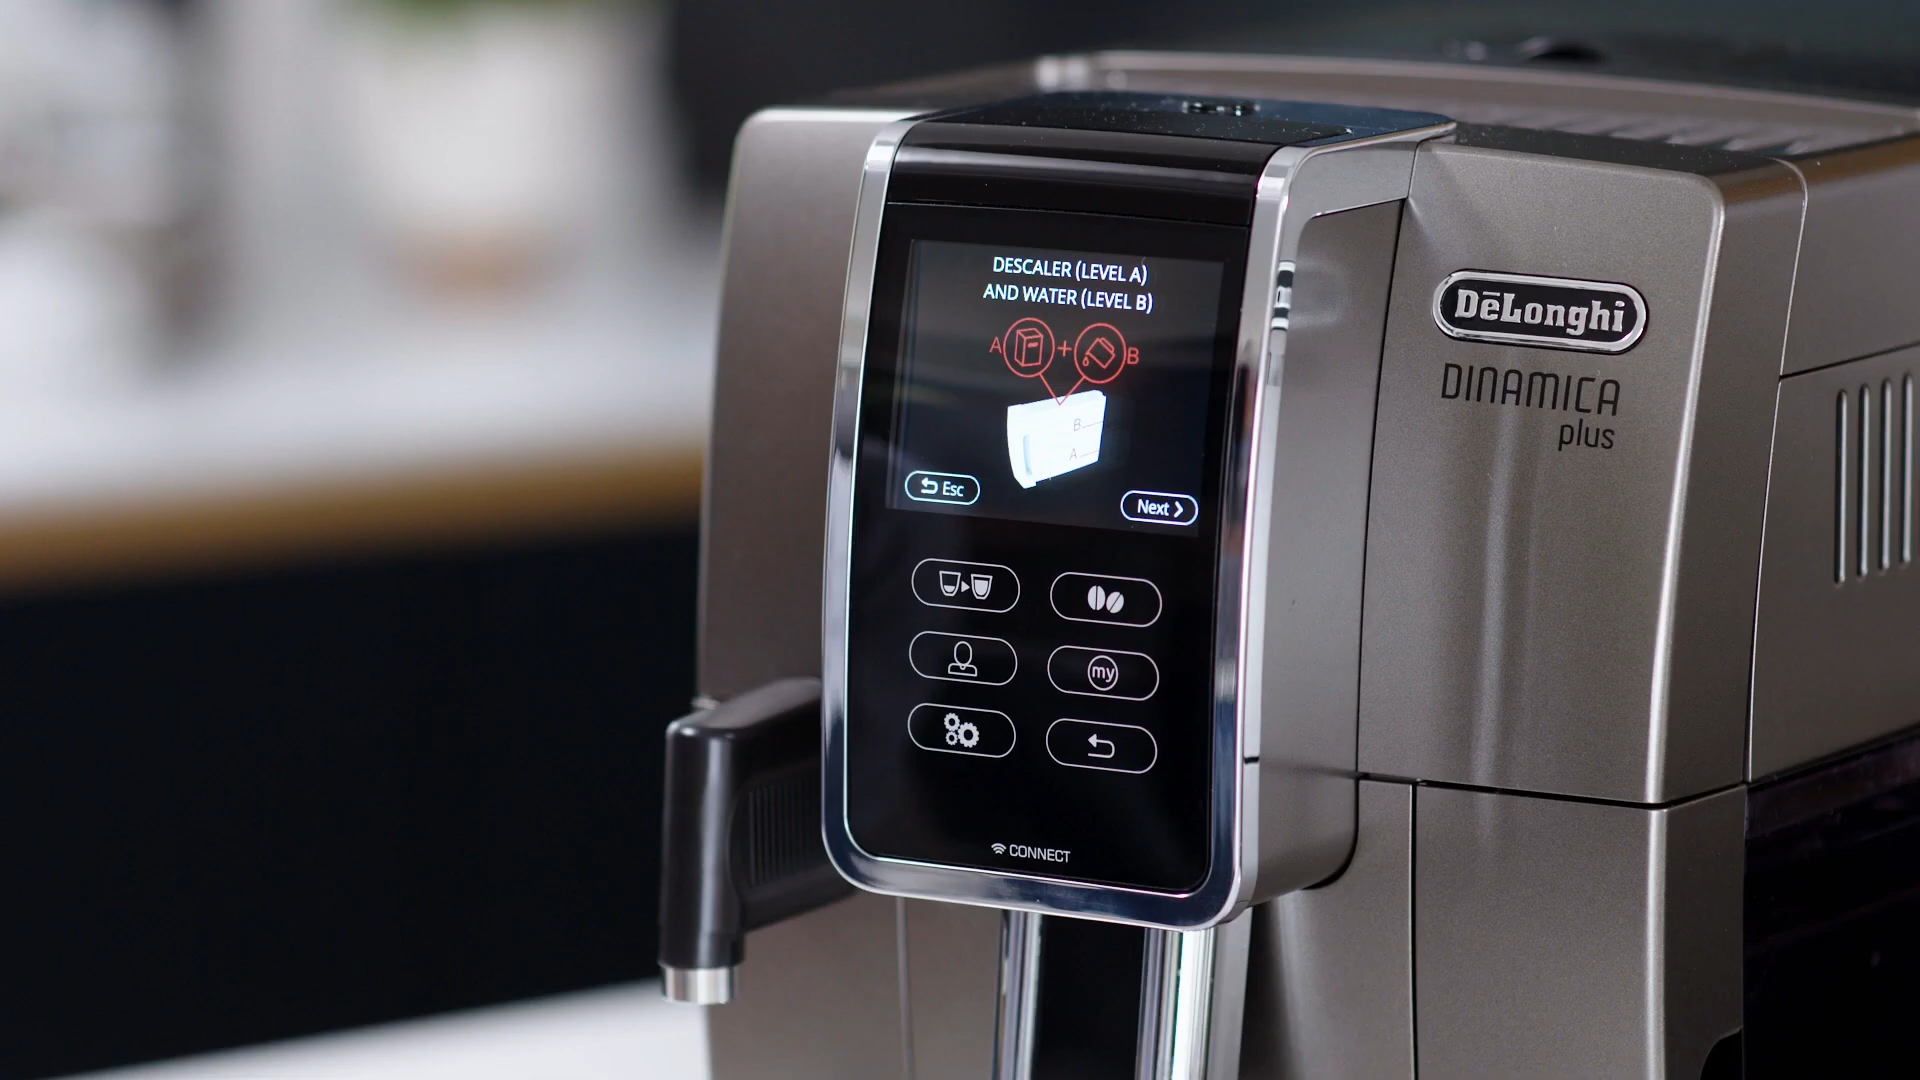 DESCALER (LEVEL A)
AND WATER (LEVEL B)
A + B
B
A
Esc
Next
my
CONNECT
DeLonghi
DINAMICA
plus